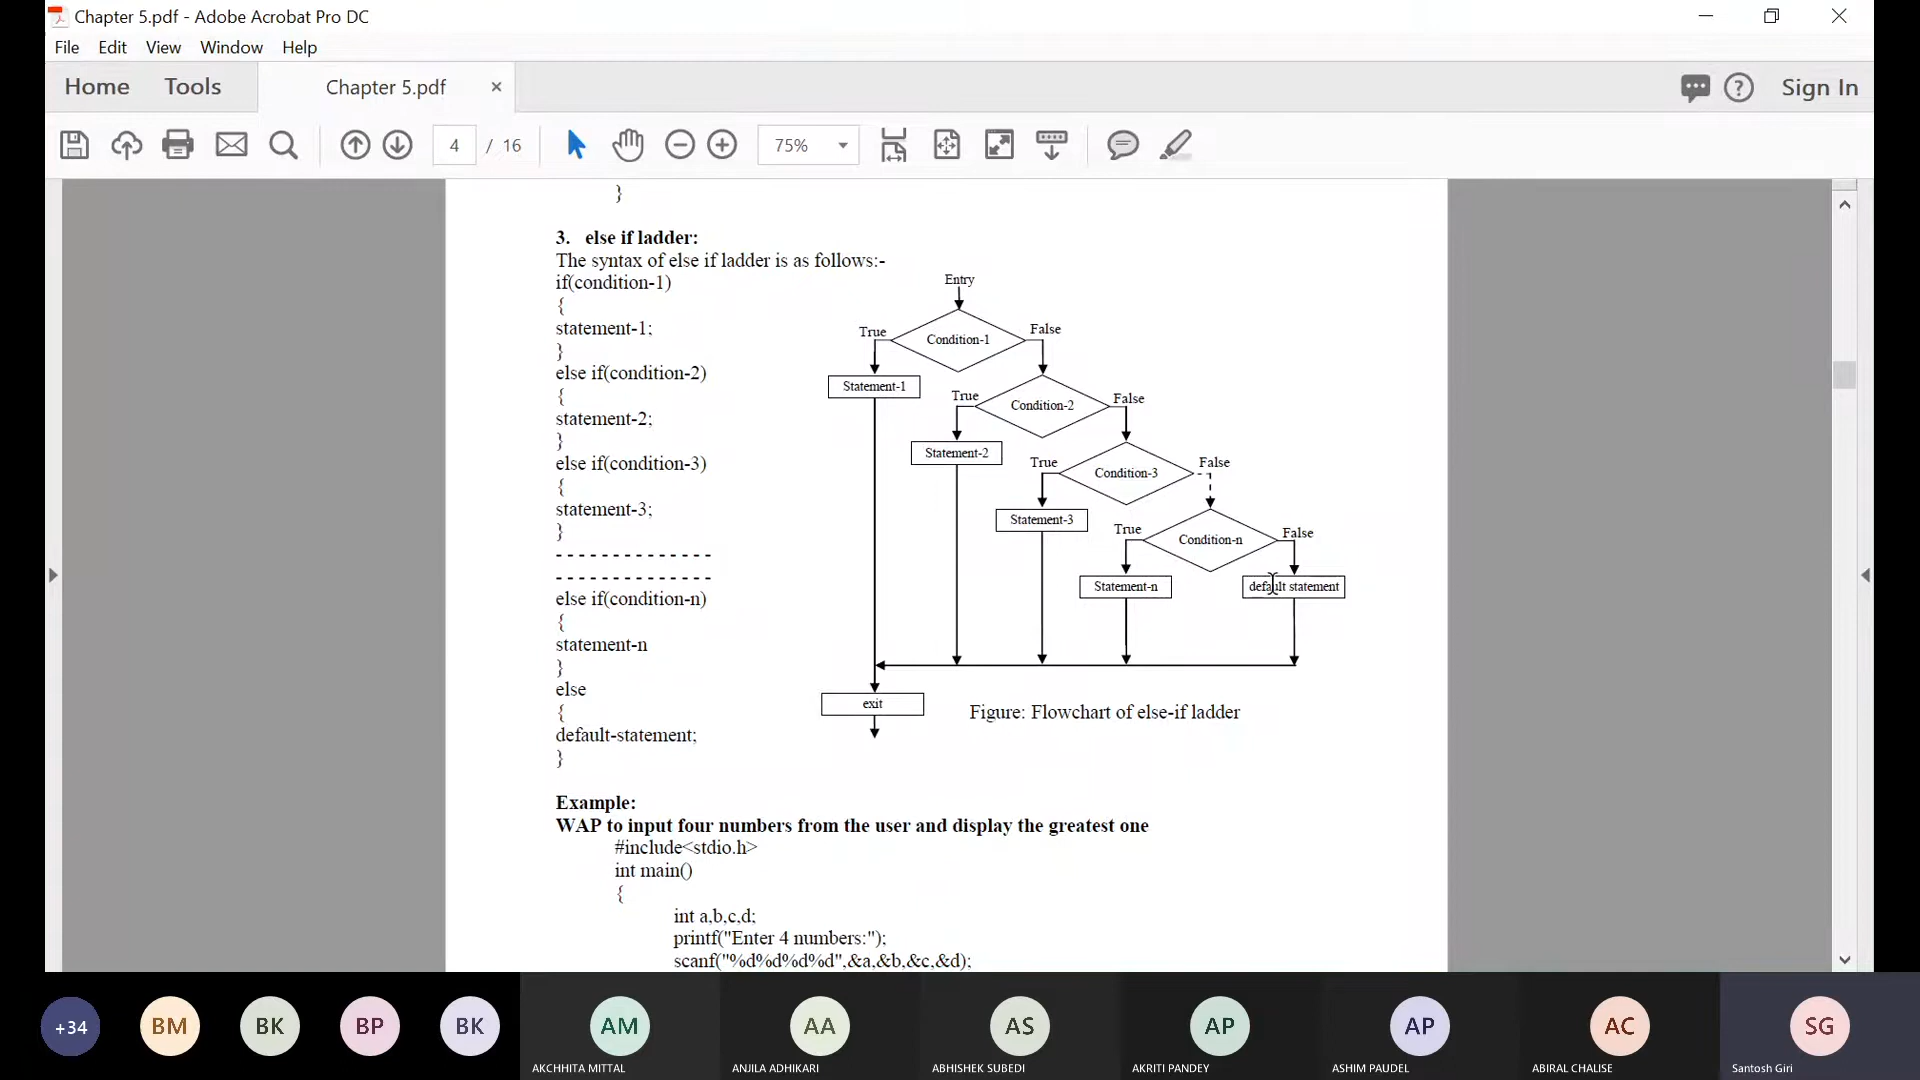 Chapter 5.pdf - Adobe Acrobat Pro DC
File Edit View Window Help
Home Tools Chapter 5.pdf × Sign In
4 / 16 75%
}
3. else if ladder:
The syntax of else if ladder is as follows:-
if(condition-1)
{
statement-1;
}
else if(condition-2)
{
statement-2;
}
else if(condition-3)
{
statement-3;
}
- - - - - - - - - - - - - -
- - - - - - - - - - - - - -
else if(condition-n)
{
statement-n
}
else
{
default-statement;
}
Entry
True Condition-1 False
Statement-1
True Condition-2 False
Statement-2
True Condition-3 False
Statement-3
True Condition-n False
Statement-n default statement
exit
Figure: Flowchart of else-if ladder
Example:
WAP to input four numbers from the user and display the greatest one
#include<stdio.h>
int main()
{
int a,b,c,d;
printf("Enter 4 numbers:");
scanf("%d%d%d%d",&a,&b,&c,&d);
+34 BM BK BP BK AM AA AS AP AP AC SG
AKCHHITA MITTAL ANJILA ADHIKARI ABHISHEK SUBEDI AKRITI PANDEY ASHIM PAUDEL ABIRAL CHALISE Santosh Giri